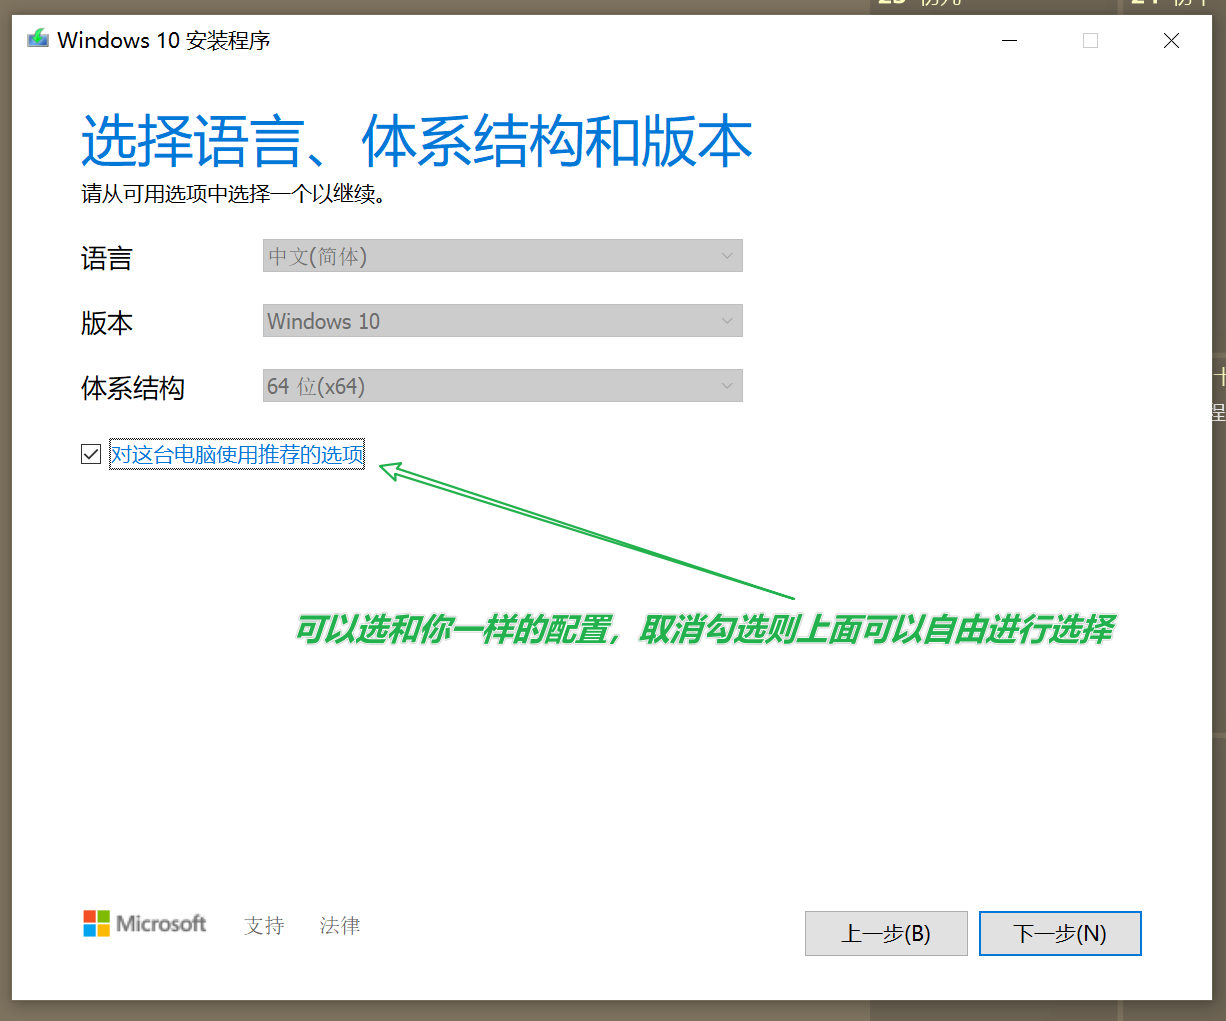 Windows 10 安装程序
选择语言、体系结构和版本
请从可用选项中选择一个以继续。
语言
中文(简体)
版本
Windows 10
体系结构
64 位(x64)
对这台电脑使用推荐的选项
可以选和你一样的配置，取消勾选则上面可以自由进行选择
Microsoft
支持
法律
上一步(B)
下一步(N)